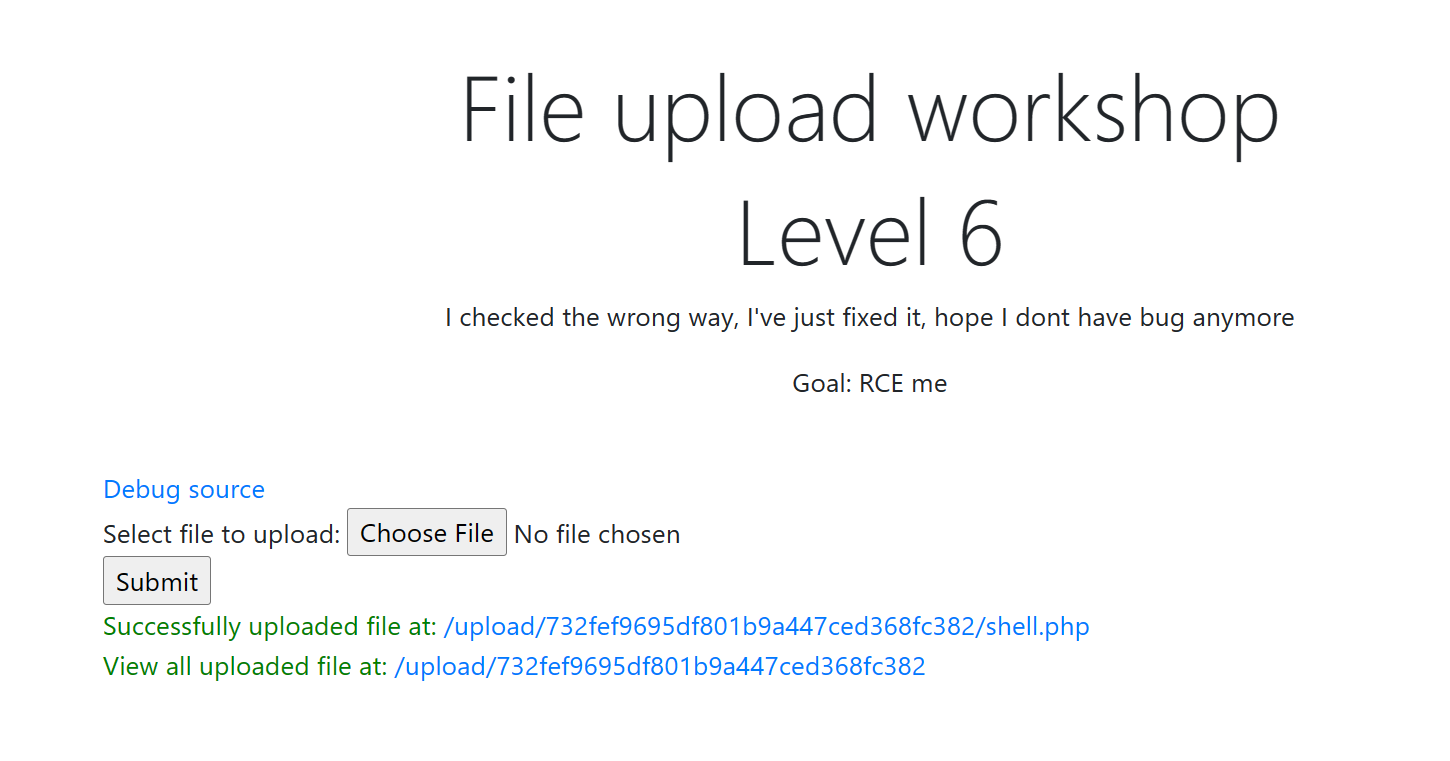 File upload workshop
Level 6
I checked the wrong way, I've just fixed it, hope I dont have bug anymore
Goal: RCE me
Debug source
Select file to upload: Choose File No file chosen
Submit
Successfully uploaded file at: /upload/732fef9695df801b9a447ced368fc382/shell.php
View all uploaded file at: /upload/732fef9695df801b9a447ced368fc382